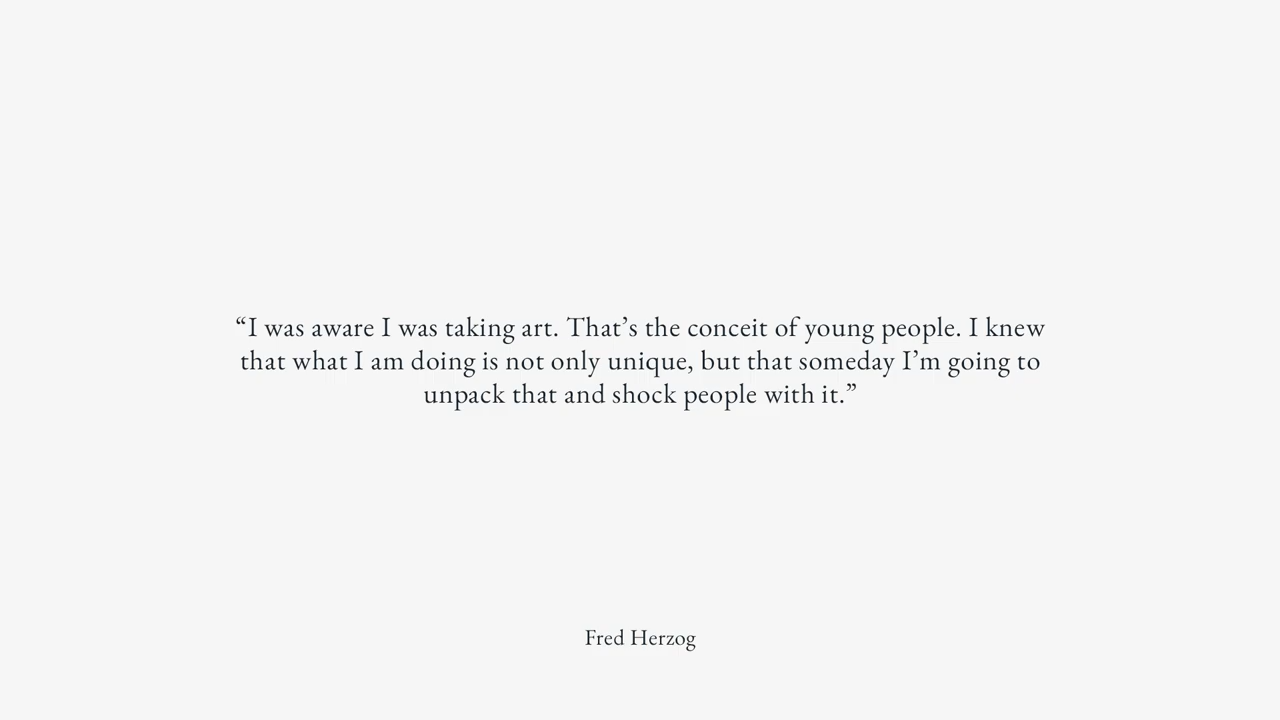 “I was aware I was taking art. That’s the conceit of young people. I knew
that what I am doing is not only unique, but that someday I’m going to
unpack that and shock people with it.”
Fred Herzog